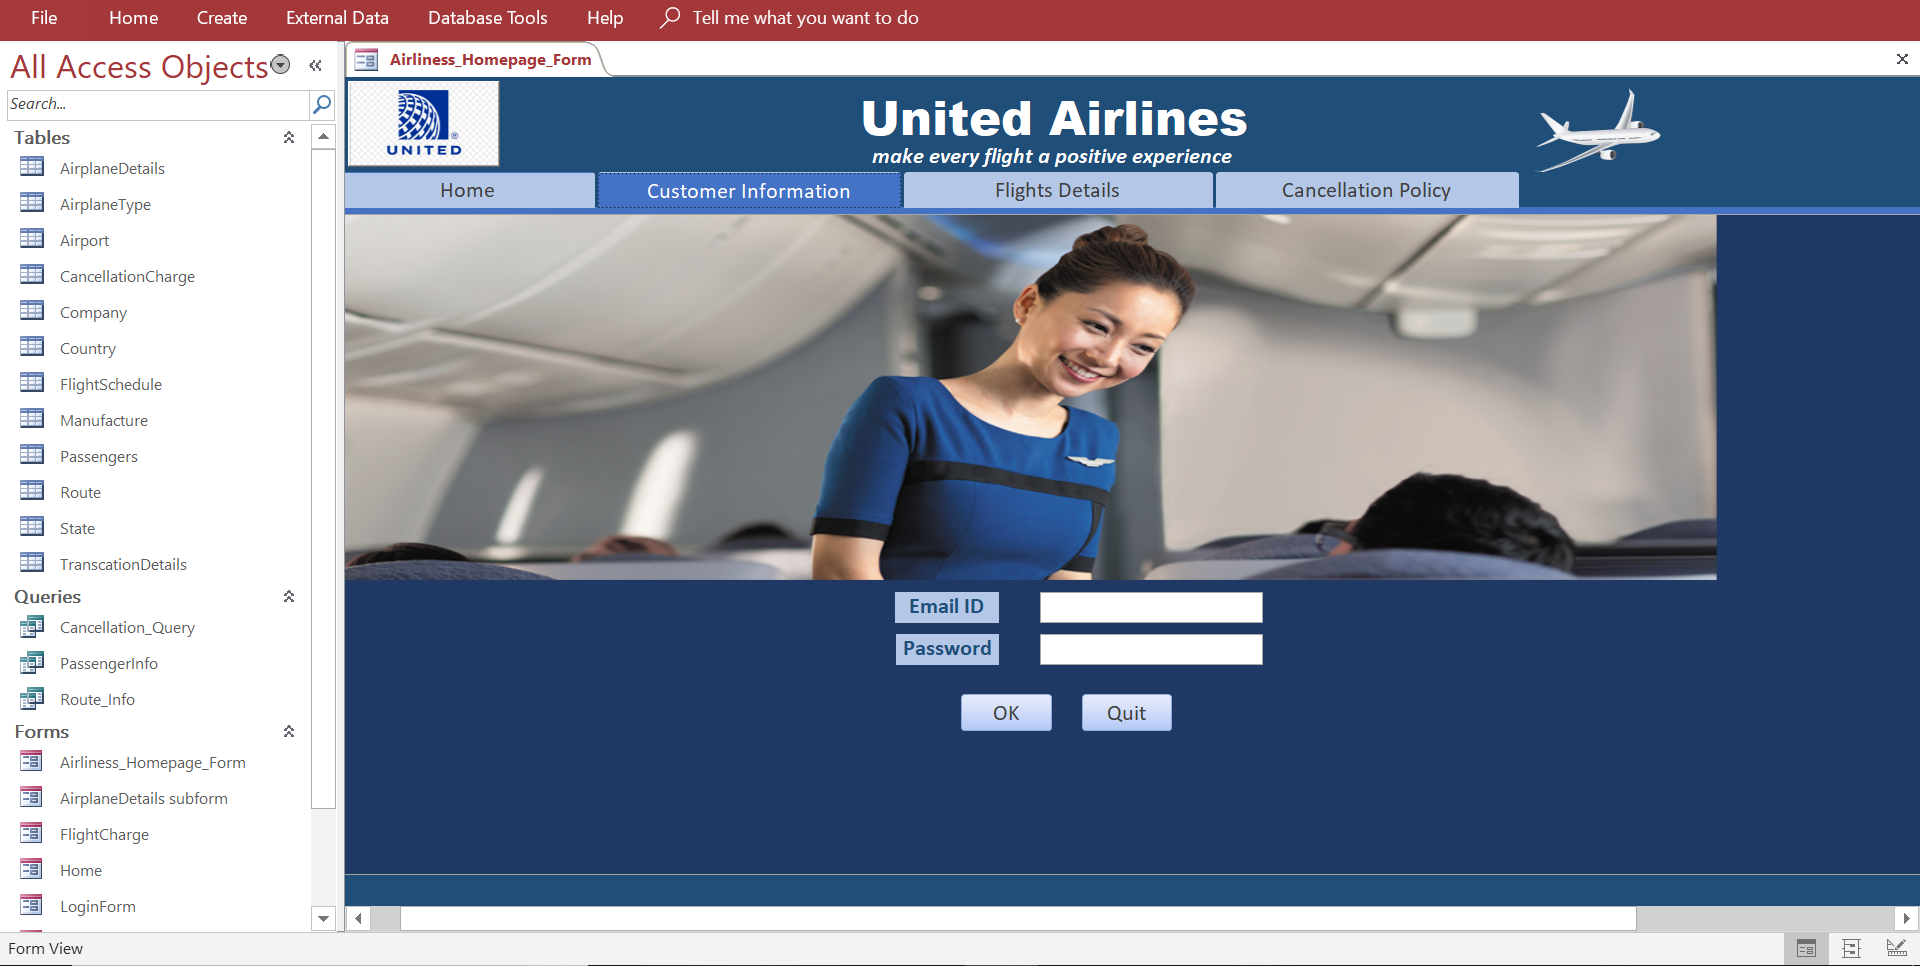 File Home Create External Data Database Tools Help Tell me what you want to do
All Access Objects
Search...
Tables
AirplaneDetails
AirplaneType
Airport
CancellationCharge
Company
Country
FlightSchedule
Manufacture
Passengers
Route
State
TranscationDetails
Queries
Cancellation_Query
PassengerInfo
Route_Info
Forms
Airliness_Homepage_Form
AirplaneDetails subform
FlightCharge
Home
LoginForm
Airliness_Homepage_Form
UNITED
United Airlines
make every flight a positive experience
Home Customer Information Flights Details Cancellation Policy
Email ID
Password
OK Quit
Form View